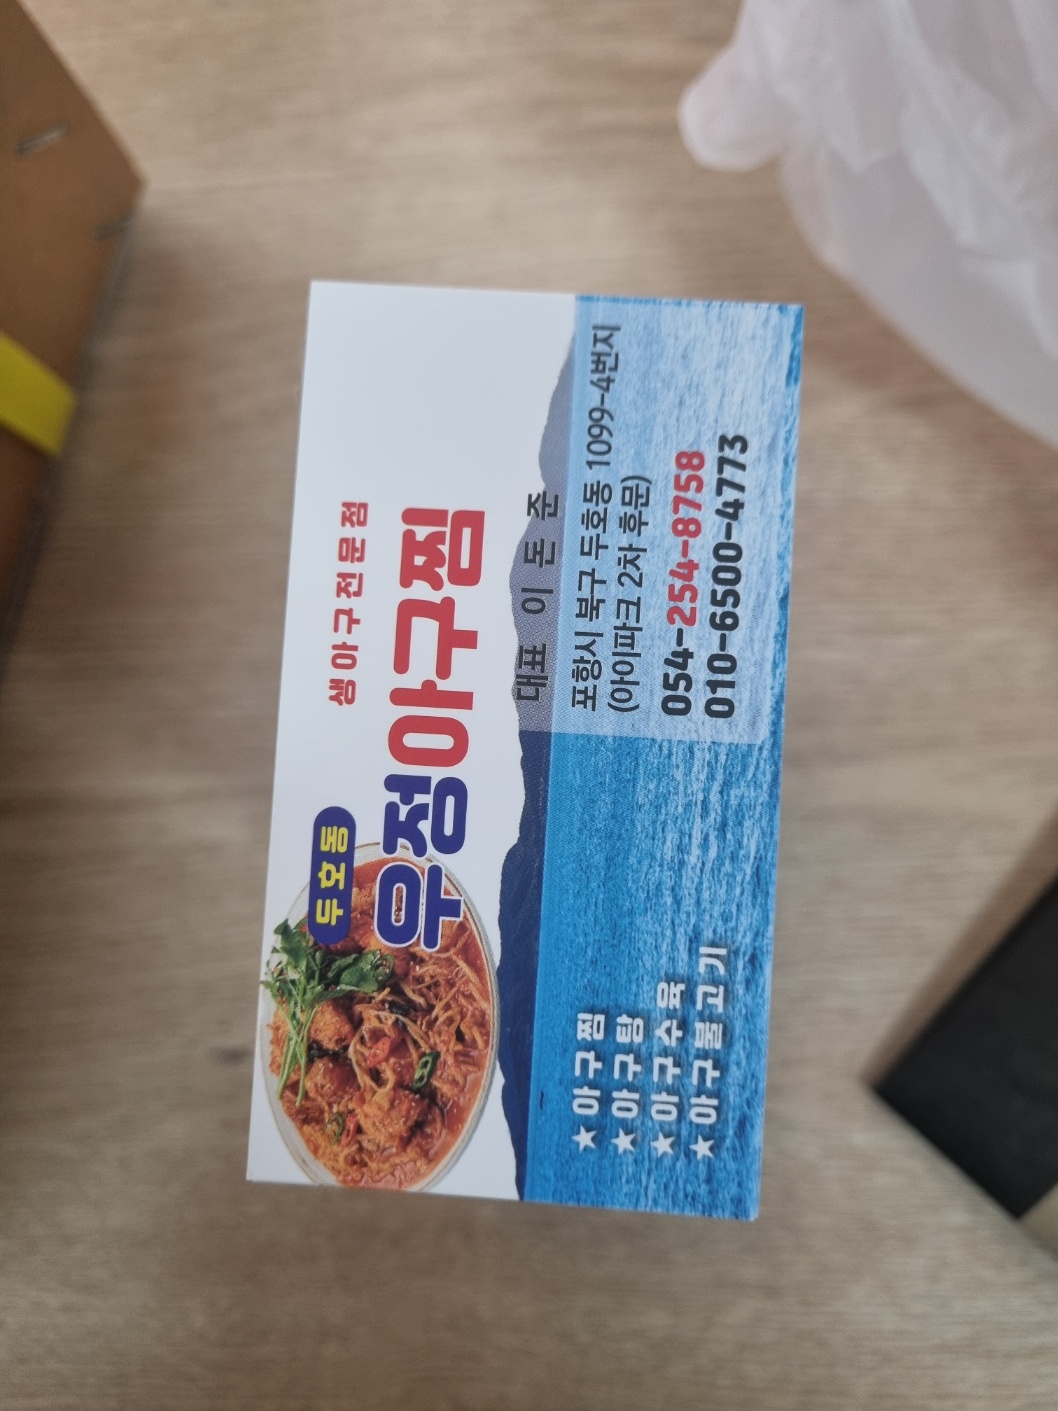 생아구전문점
두호동
우정아구찜
대표 이돈준
포항시 북구 두호동 1099-4번지
(아이파크 2차 후문)
054-254-8758
010-6500-4773
★아구찜
★아구탕
★아구수육
★아구불고기